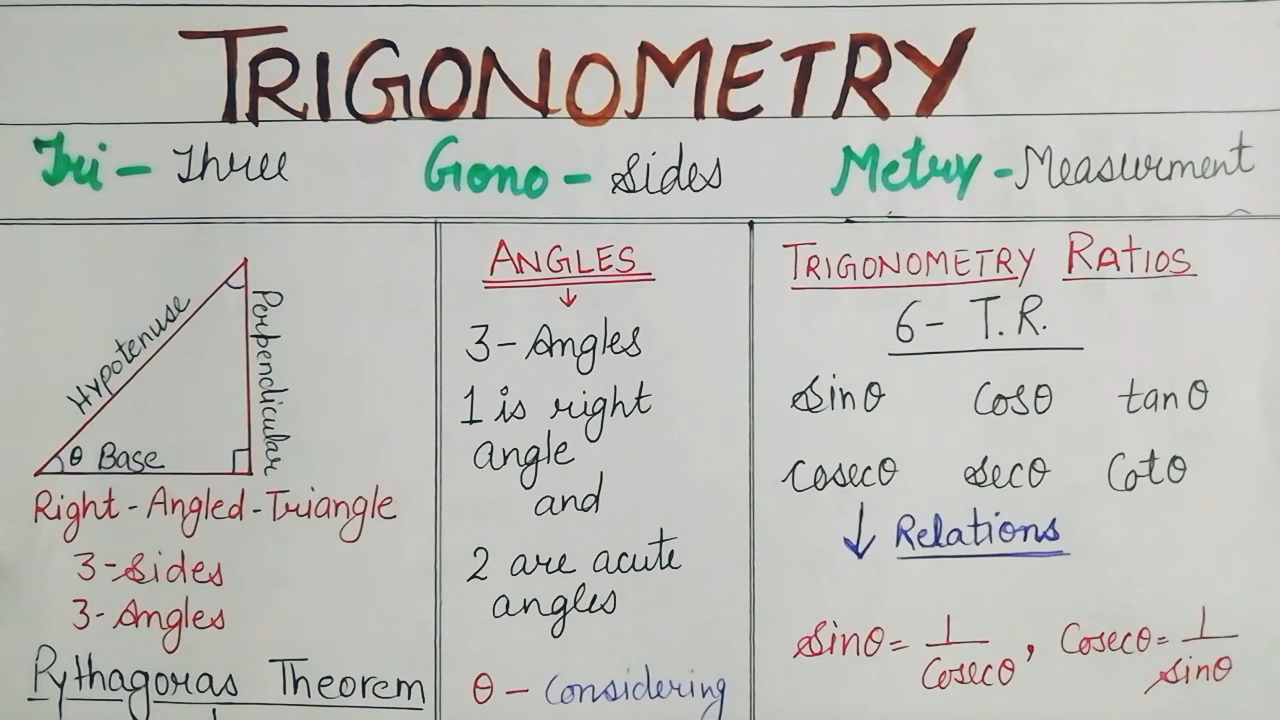 TRIGONOMETRY
Tri - Three Gono - Sides Metry - Measurment
Hypotenuse
Perpendicular
θ Base
Right-Angled-Triangle
3-Sides
3-Angles
Pythagoras Theorem
ANGLES
↓
3-Angles
1 is right
angle
and
2 are acute
angles
θ - Considering
TRIGONOMETRY RATIOS
6- T.R.
sinθ Cosθ tanθ
Cosecθ Secθ Cotθ
↓ Relations
Sinθ = 1/Cosecθ , Cosecθ = 1/Sinθ